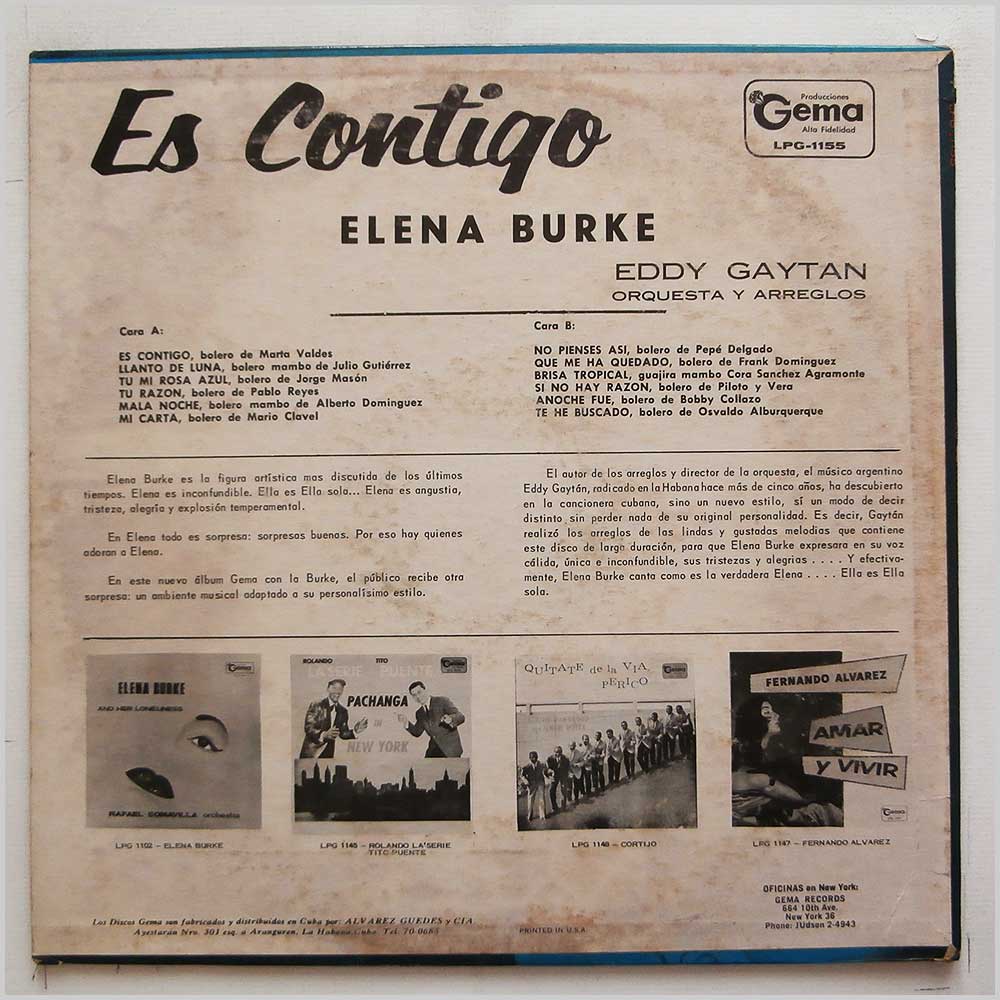 Es Contigo
Producciones
Gema
Alta Fidelidad
LPG-1155
ELENA BURKE
EDDY GAYTAN
ORQUESTA Y ARREGLOS
Cara A:
ES CONTIGO, bolero de Marta Valdes
LLANTO DE LUNA, bolero mambo de Julio Gutiérrez
TU MI ROSA AZUL, bolero de Jorge Masón
TU RAZON, bolero de Pablo Reyes
MALA NOCHE, bolero mambo de Alberto Dominguez
MI CARTA, bolero de Mario Clavel
Cara B:
NO PIENSES ASI, bolero de Pepé Delgado
QUE ME HA QUEDADO, bolero de Frank Domínguez
BRISA TROPICAL, guajira mambo Cora Sanchez Agramonte
SI NO HAY RAZON, bolero de Piloto y Vera
ANOCHE FUE, bolero de Bobby Collazo
TE HE BUSCADO, bolero de Osvaldo Alburquerque
Elena Burke es la figura artística mas discutida de los últimos
tiempos. Elena es inconfundible. Ella es Ella sola... Elena es angustia,
tristeza, alegría y explosión temperamental.
En Elena todo es sorpresa: sorpresas buenas. Por eso hay quienes
adoran a Elena.
En este nuevo álbum Gema con la Burke, el público recibe otra
sorpresa: un ambiente musical adaptado a su personalísimo estilo.
El autor de los arreglos y director de la orquesta, el músico argentino
Eddy Gaytán, radicado en la Habana hace más de cinco años, ha descubierto
en la cancionera cubana, sino un nuevo estilo, sí un modo de decir
distinto sin perder nada de su original personalidad. Es decir, Gaytán
realizó los arreglos de las lindas y gustadas melodias que contiene
este disco de largo duración, para que Elena Burke expresara en su voz
cálida, única e inconfundible, sus tristezas y alegrias . . . . Y efectiva-
mente, Elena Burke canta como es la verdadera Elena . . . . Ella es Ella
sola.
Gema
ELENA BURKE
AND HER LONELINESS
RAFAEL SOMAVILLA orchestra
LPG 1102 - ELENA BURKE
ROLANDO TITO
LA'SERIE PUENTE
PACHANGA
IN
NEW YORK
LPG 1145 - ROLANDO LA'SERIE
TITO PUENTE
QUITATE de la VIA,
PERICO
LPG 1148 - CORTIJO
FERNANDO ALVAREZ
AMAR
Y VIVIR
Gema
LPG 1147 - FERNANDO ALVAREZ
Los Discos Gema son fabricados y distribuidos en Cuba por: ALVAREZ GUEDES y CIA.
Ayestarán Nro. 301 esq. a Aranguren, La Habana, Cuba. Tel. 70-0685
PRINTED IN U.S.A.
OFICINAS en New York:
GEMA RECORDS
664 10th Ave.
New York 36
Phone: JUdson 2-4943